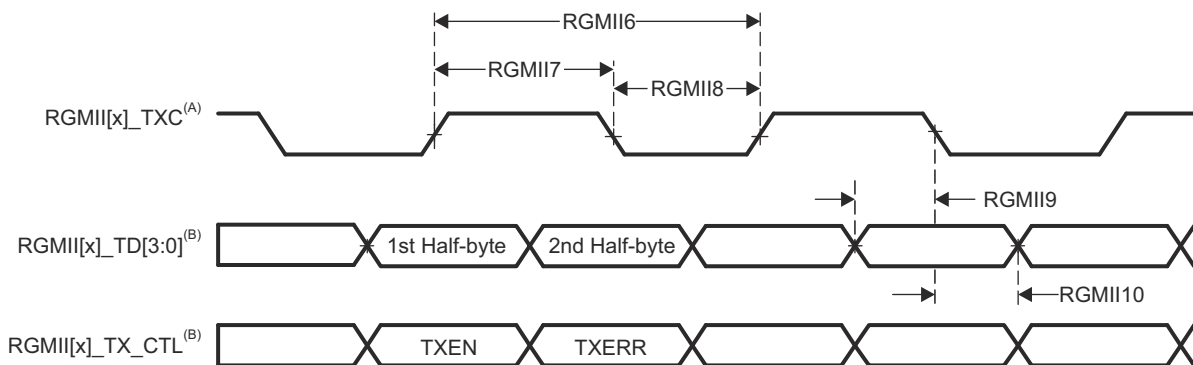 RGMII6
RGMII7
RGMII8
RGMII[x]_TXC(A)
RGMII9
RGMII[x]_TD[3:0](B)
1st Half-byte
2nd Half-byte
RGMII10
RGMII[x]_TX_CTL(B)
TXEN
TXERR